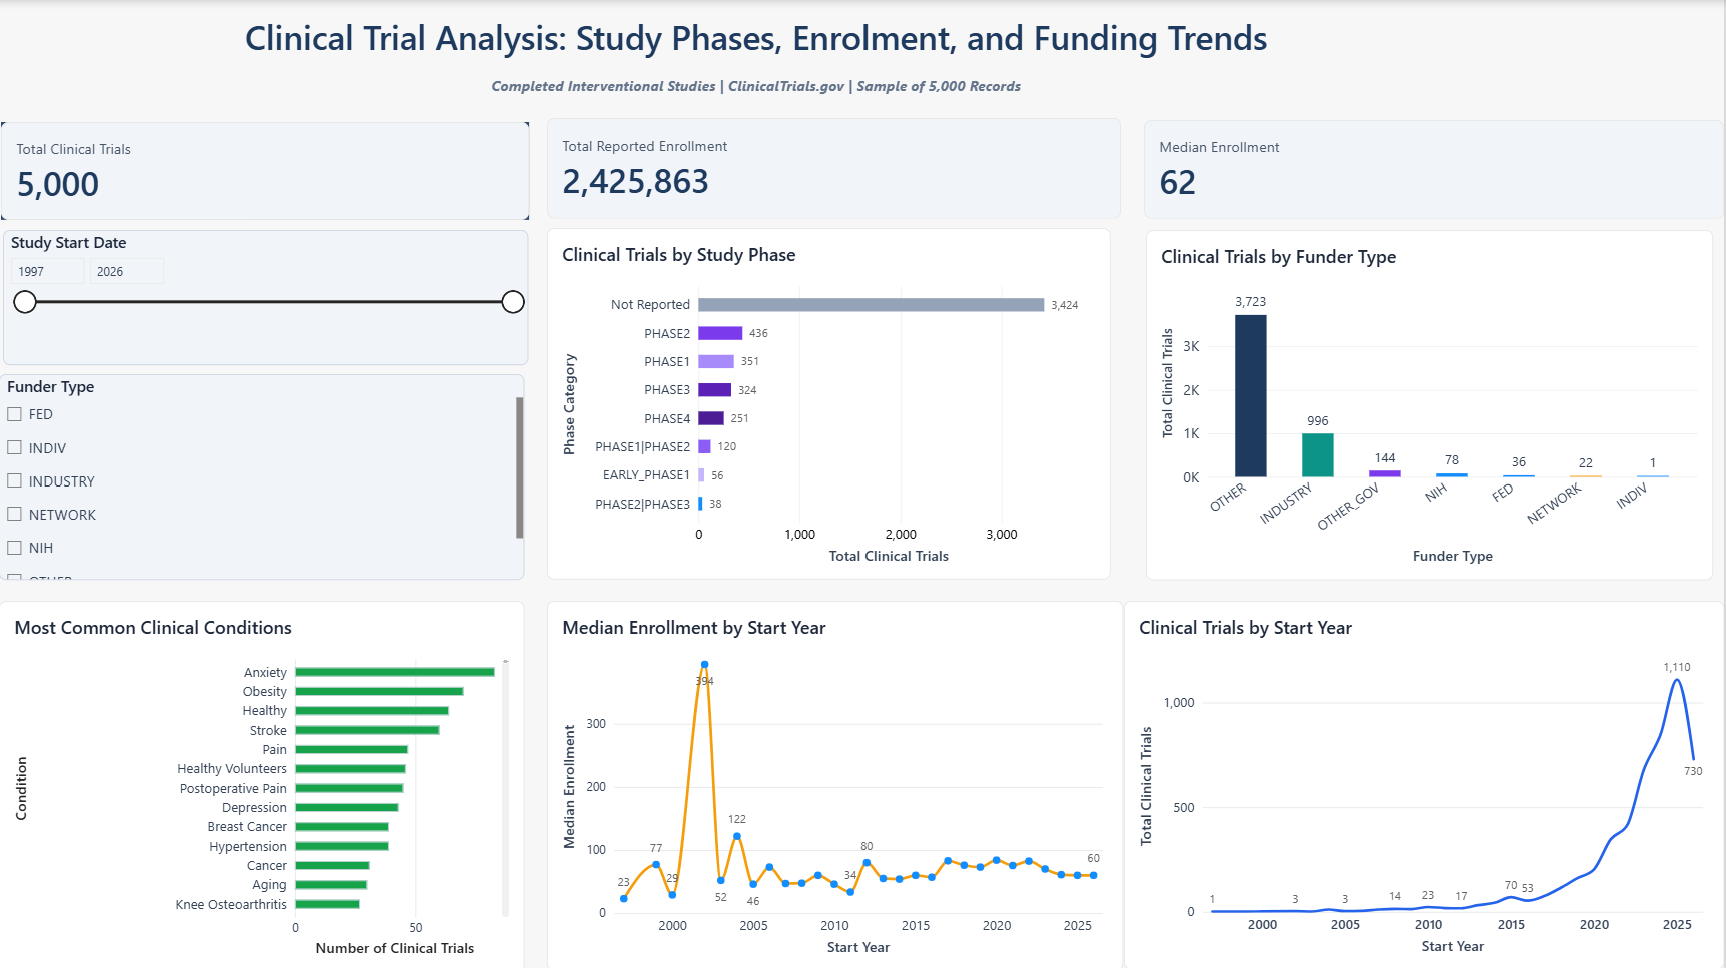 Clinical Trial Analysis: Study Phases, Enrolment, and Funding Trends
Completed Interventional Studies | ClinicalTrials.gov | Sample of 5,000 Records
Total Clinical Trials
5,000
Total Reported Enrollment
2,425,863
Median Enrollment
62
Study Start Date
1997
2026
Funder Type
FED
INDIV
INDUSTRY
NETWORK
NIH
OTHER
Clinical Trials by Study Phase
Phase Category
Not Reported 3,424
PHASE2 436
PHASE1 351
PHASE3 324
PHASE4 251
PHASE1|PHASE2 120
EARLY_PHASE1 56
PHASE2|PHASE3 38
0 1,000 2,000 3,000
Total Clinical Trials
Clinical Trials by Funder Type
Total Clinical Trials
3K
2K
1K
0K
3,723
996
144
78
36
22
1
OTHER
INDUSTRY
OTHER_GOV
NIH
FED
NETWORK
INDIV
Funder Type
Most Common Clinical Conditions
Condition
Anxiety
Obesity
Healthy
Stroke
Pain
Healthy Volunteers
Postoperative Pain
Depression
Breast Cancer
Hypertension
Cancer
Aging
Knee Osteoarthritis
0 50
Number of Clinical Trials
Median Enrollment by Start Year
Median Enrollment
300
200
100
0
23
77
29
394
52
122
46
34
80
60
2000 2005 2010 2015 2020 2025
Start Year
Clinical Trials by Start Year
Total Clinical Trials
1,000
500
0
1
3
3
14
23
17
70
53
1,110
730
2000 2005 2010 2015 2020 2025
Start Year